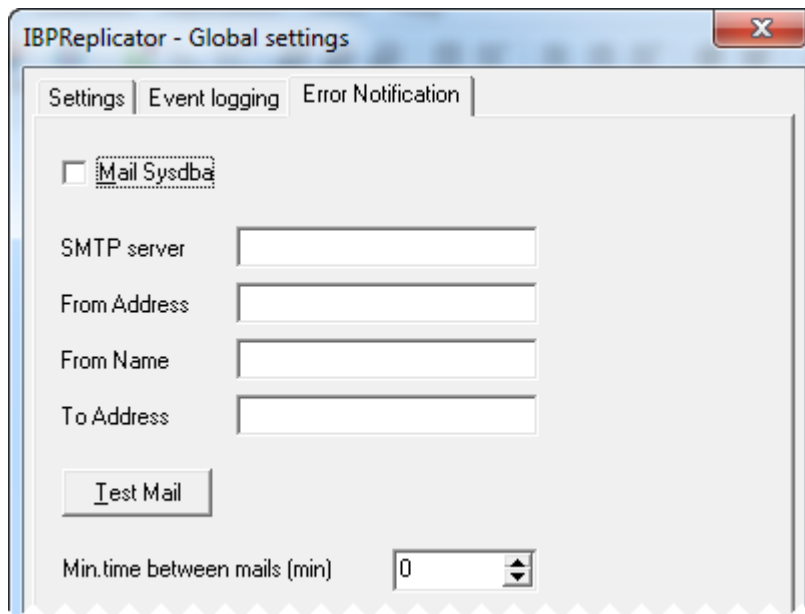 IBPReplicator - Global settings
Settings Event logging Error Notification
Mail Sysdba
SMTP server
From Address
From Name
To Address
Test Mail
Min.time between mails (min) 0